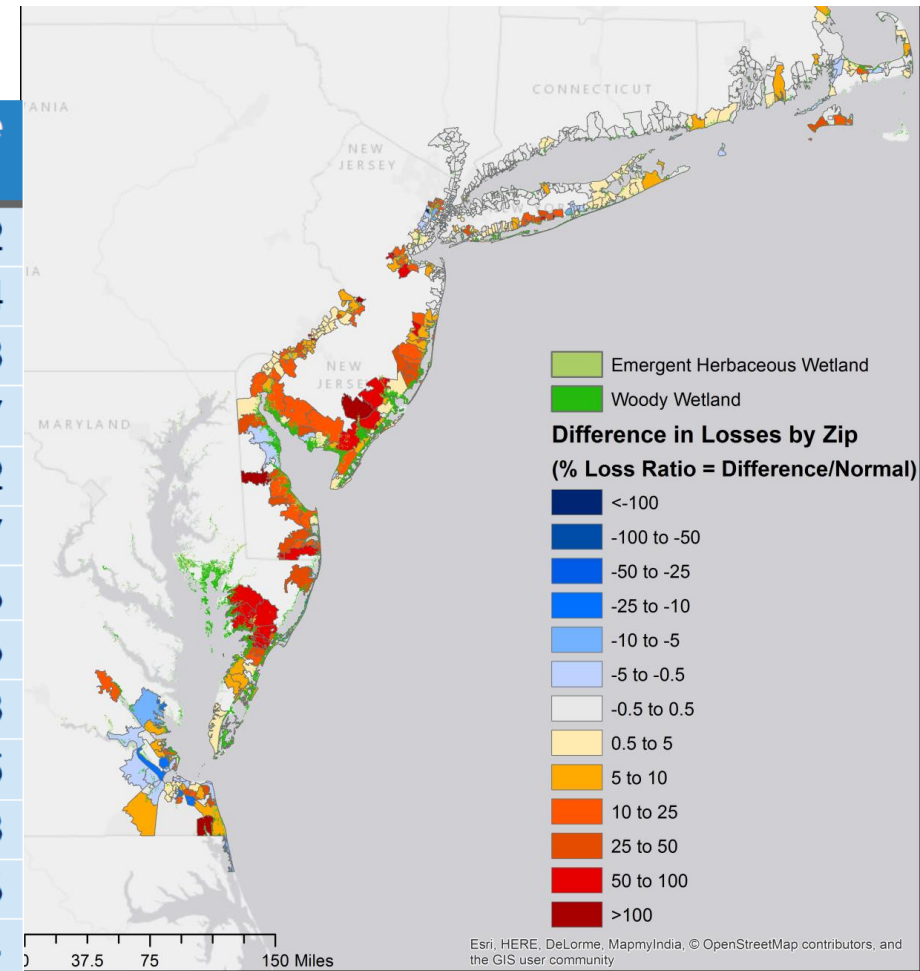 CONNECTICUT
NEW
JERSEY
NEW
JERSEY
MARYLAND
Emergent Herbaceous Wetland
Woody Wetland
Difference in Losses by Zip
(% Loss Ratio = Difference/Normal)
<-100
-100 to -50
-50 to -25
-25 to -10
-10 to -5
-5 to -0.5
-0.5 to 0.5
0.5 to 5
5 to 10
10 to 25
25 to 50
50 to 100
>100
37.5 75 150 Miles
Esri, HERE, DeLorme, MapmyIndia, © OpenStreetMap contributors, and
the GIS user community